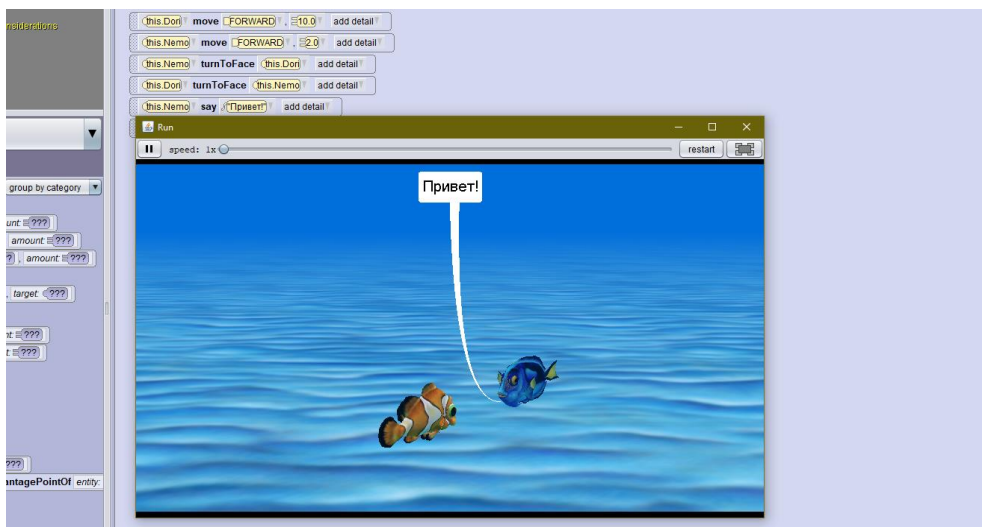 nsiderations
this.Dori move FORWARD , 10.0 add detail
this.Nemo move FORWARD , 2.0 add detail
this.Nemo turnToFace this.Dori add detail
this.Dori turnToFace this.Nemo add detail
this.Nemo say "Привет!" add detail
Run
speed: 1x
restart
group by category
unt: ???
amount: ???
?) , amount: ???
, target: ???
nt: ???
t: ???
???
antagePointOf entity:
Привет!